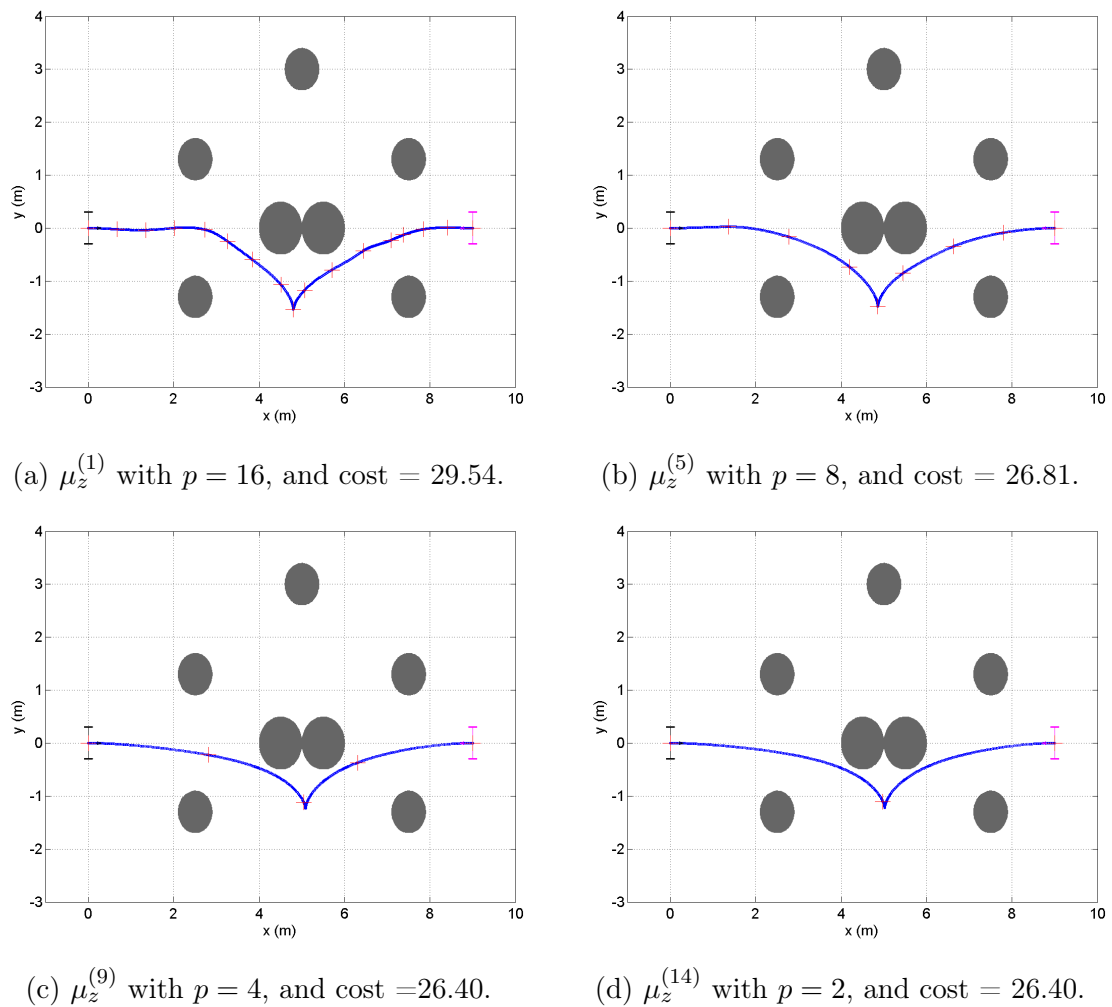 4
3
2
1
0
-1
-2
-3
y (m)
0 2 4 6 8 10
x (m)
4
3
2
1
0
-1
-2
-3
y (m)
0 2 4 6 8 10
x (m)
(a) μ_z^{(1)} with p = 16, and cost = 29.54.
(b) μ_z^{(5)} with p = 8, and cost = 26.81.
4
3
2
1
0
-1
-2
-3
y (m)
0 2 4 6 8 10
x (m)
4
3
2
1
0
-1
-2
-3
y (m)
0 2 4 6 8 10
x (m)
(c) μ_z^{(9)} with p = 4, and cost =26.40.
(d) μ_z^{(14)} with p = 2, and cost = 26.40.